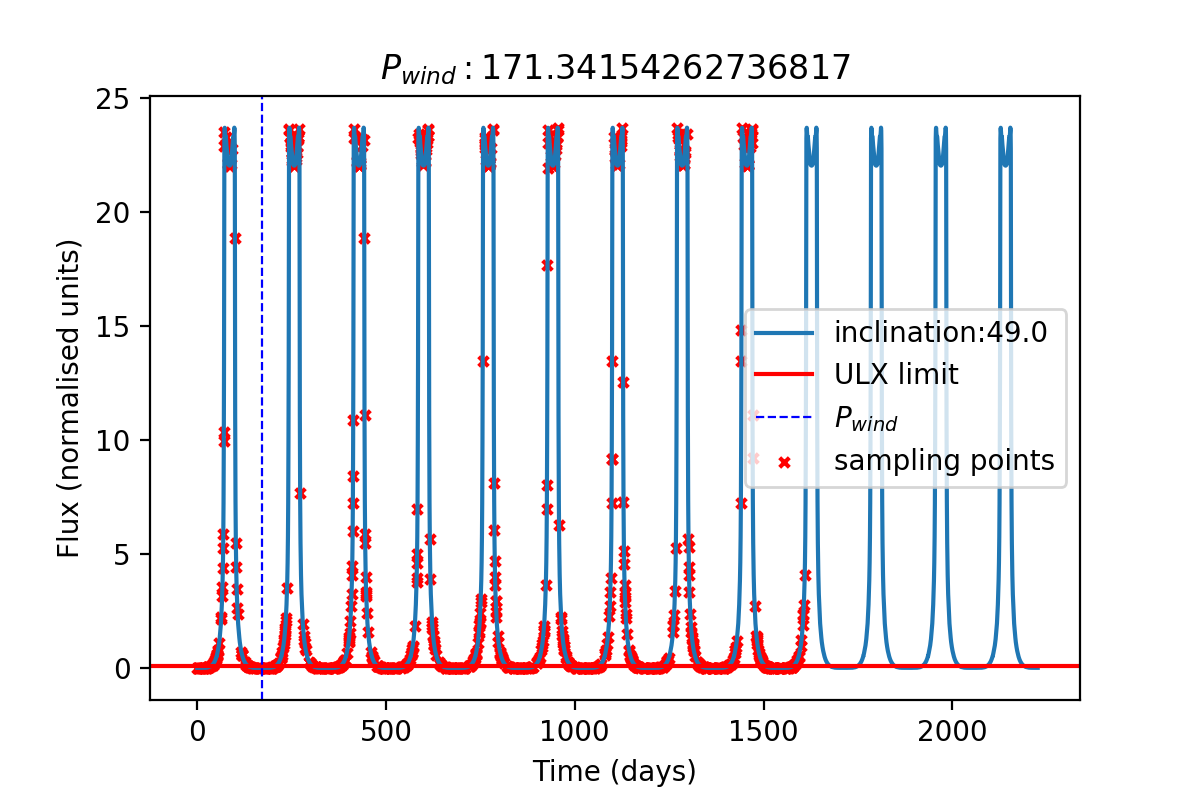 P_wind : 171.34154262736817
25
20
15
10
5
0
Flux (normalised units)
inclination:49.0
ULX limit
P_wind
sampling points
0 500 1000 1500 2000
Time (days)